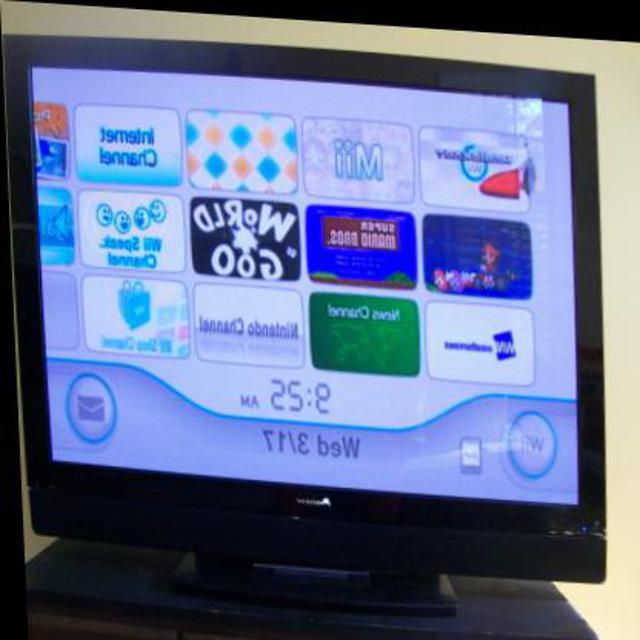 Mii
Internet
Channel
SUPER
MARIO BROS.
WORLD
of
GOO
Wii Speak
Channel
News Channel
Nintendo Channel
Wii Shop Channel
9:25 AM
Wed 3/17
Wii